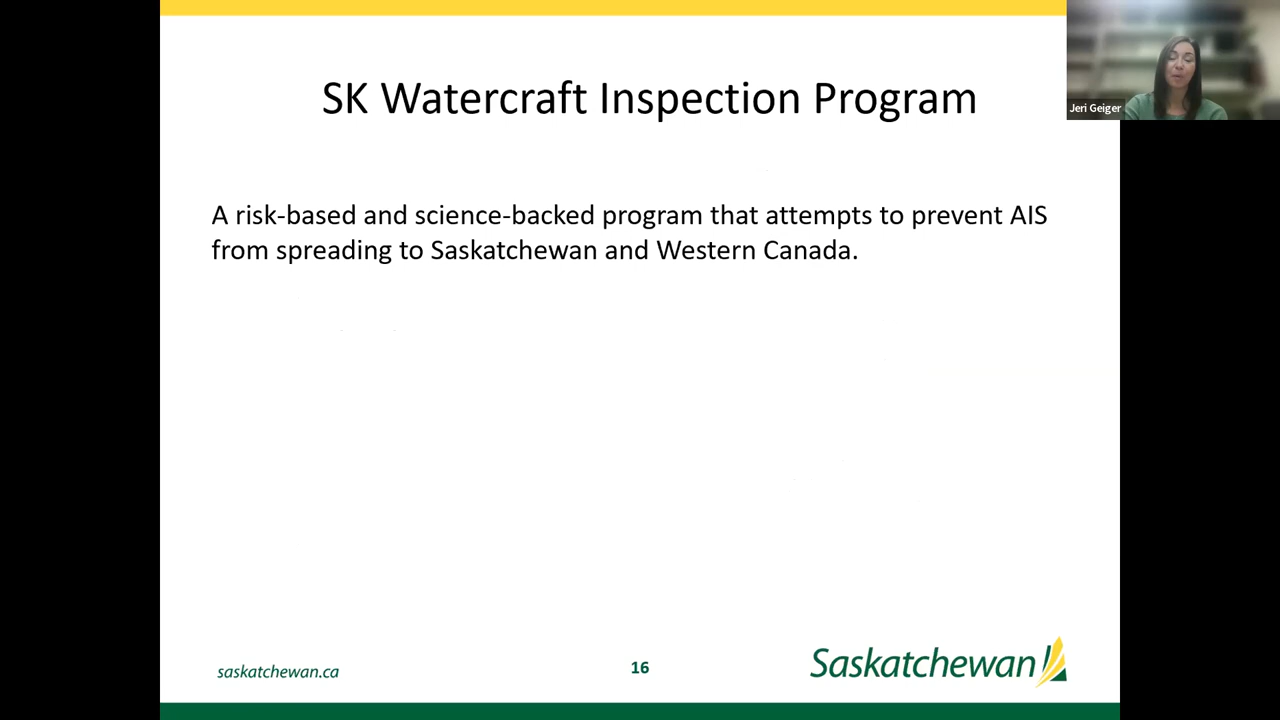 SK Watercraft Inspection Program
Jeri Geiger
A risk-based and science-backed program that attempts to prevent AIS
from spreading to Saskatchewan and Western Canada.
saskatchewan.ca
16
Saskatchewan